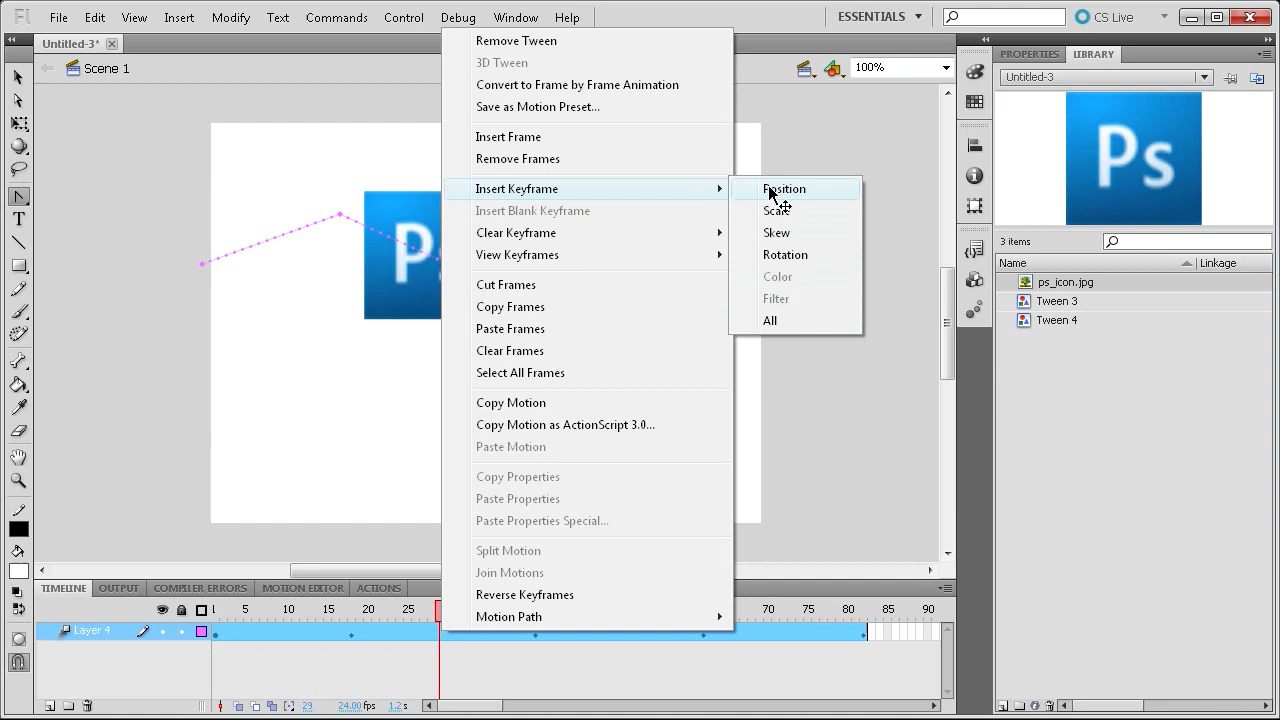 Fl File Edit View Insert Modify Text Commands Control Debug Window Help ESSENTIALS CS Live
Untitled-3*
Scene 1
100%
Remove Tween
3D Tween
Convert to Frame by Frame Animation
Save as Motion Preset...
Insert Frame
Remove Frames
Insert Keyframe
Insert Blank Keyframe
Clear Keyframe
View Keyframes
Cut Frames
Copy Frames
Paste Frames
Clear Frames
Select All Frames
Copy Motion
Copy Motion as ActionScript 3.0...
Paste Motion
Copy Properties
Paste Properties
Paste Properties Special...
Split Motion
Join Motions
Reverse Keyframes
Motion Path
Position
Scale
Skew
Rotation
Color
Filter
All
Ps
PROPERTIES LIBRARY
Untitled-3
Ps
3 items
Name Linkage
ps_icon.jpg
Tween 3
Tween 4
TIMELINE OUTPUT COMPILER ERRORS MOTION EDITOR ACTIONS
5 10 15 20 25 70 75 80 85 90
Layer 4
29 24.00 fps 1.2 s